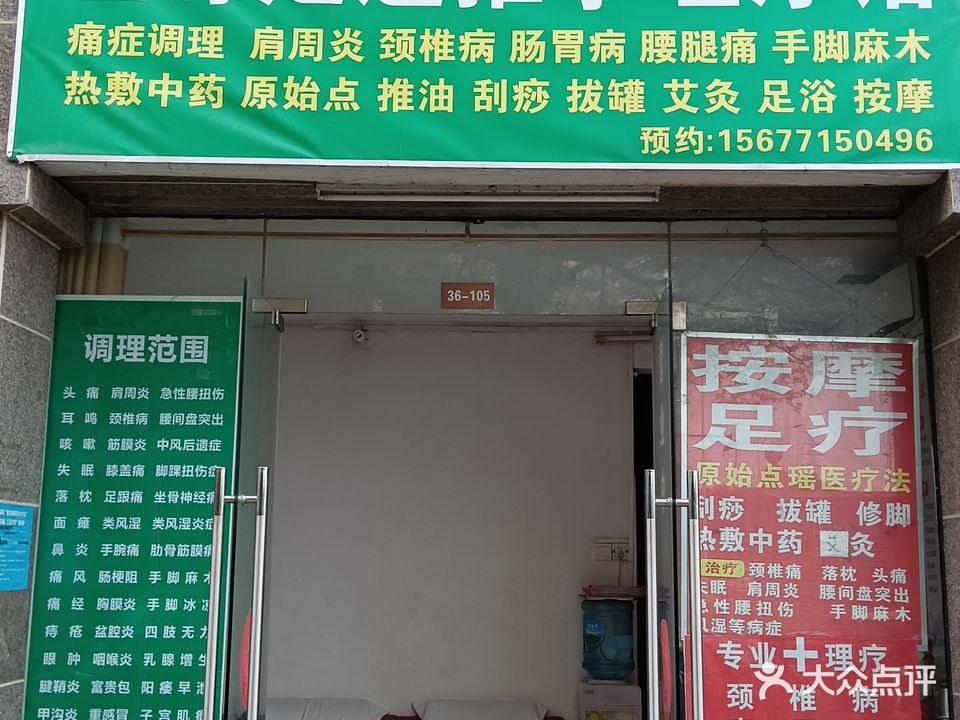 痛症调理 肩周炎 颈椎病 肠胃病 腰腿痛 手脚麻木
热敷中药 原始点 推油 刮痧 拔罐 艾灸 足浴 按摩
预约:15677150496
36-105
调理范围
头 痛 肩周炎 急性腰扭伤
耳 鸣 颈椎病 腰间盘突出
咳 嗽 筋膜炎 中风后遗症
失 眠 膝盖痛 脚踝扭伤症
落 枕 足跟痛 坐骨神经痛
面 瘫 类风湿 类风湿炎症
鼻 炎 手腕痛 肋骨筋膜痛
痛 风 肠梗阻 手脚麻木
痛 经 胸膜炎 手脚冰凉
痔 疮 盆腔炎 四肢无力
眼 肿 咽喉炎 乳腺增生
腱鞘炎 富贵包 阳痿早泄
甲沟炎 重感冒 子宫肌
按摩
足疗
原始点瑶医疗法
刮痧 拔罐 修脚
热敷中药 艾灸
治疗 颈椎痛 落枕 头痛
失眠 肩周炎 腰间盘突出
急性腰扭伤 手脚麻木
风湿等病症
专业+理疗
颈椎病
大众点评